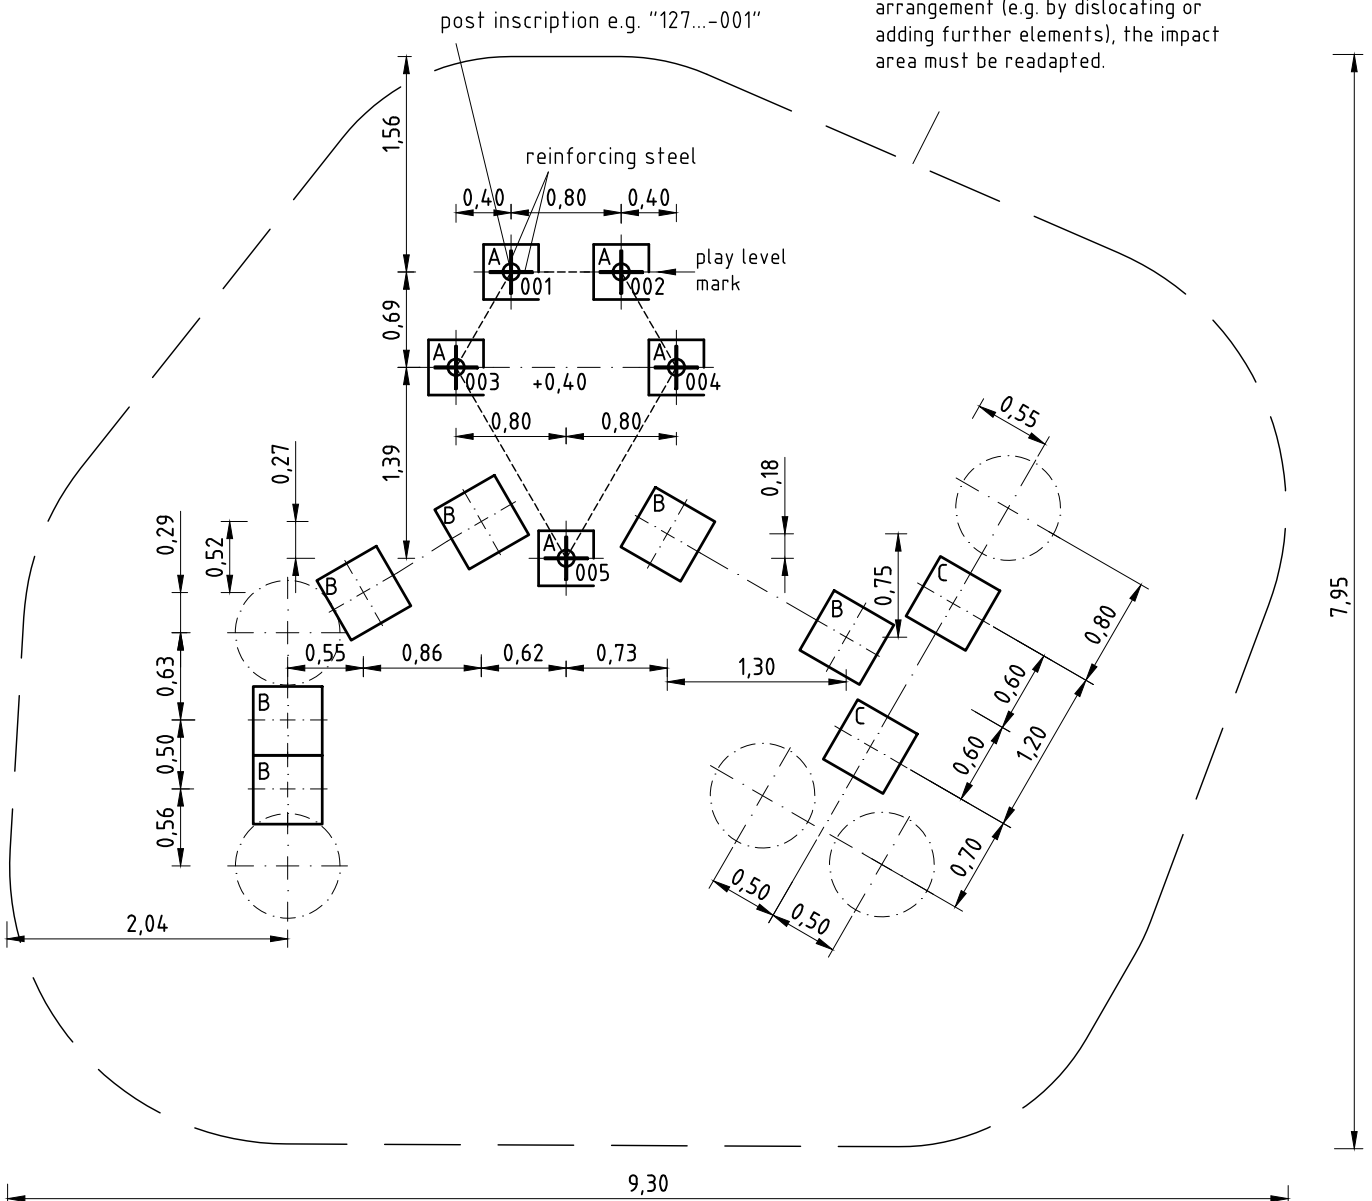 post inscription e.g. "127...-001"
arrangement (e.g. by dislocating or
adding further elements), the impact
area must be readapted.
1,56
reinforcing steel
0,40 0,80 0,40
A A
play level
mark
001 002
0,69
A A
003 +0,40 004
0,80 0,80
0,55
0,27
1,39
0,18
0,29
0,52
B B
A
005
0,75
C
B
B
7,95
0,80
0,63
0,55 0,86 0,62 0,73
1,30
0,60
B
C
0,50
0,60
1,20
B
0,56
0,70
0,50
0,50
2,04
9,30